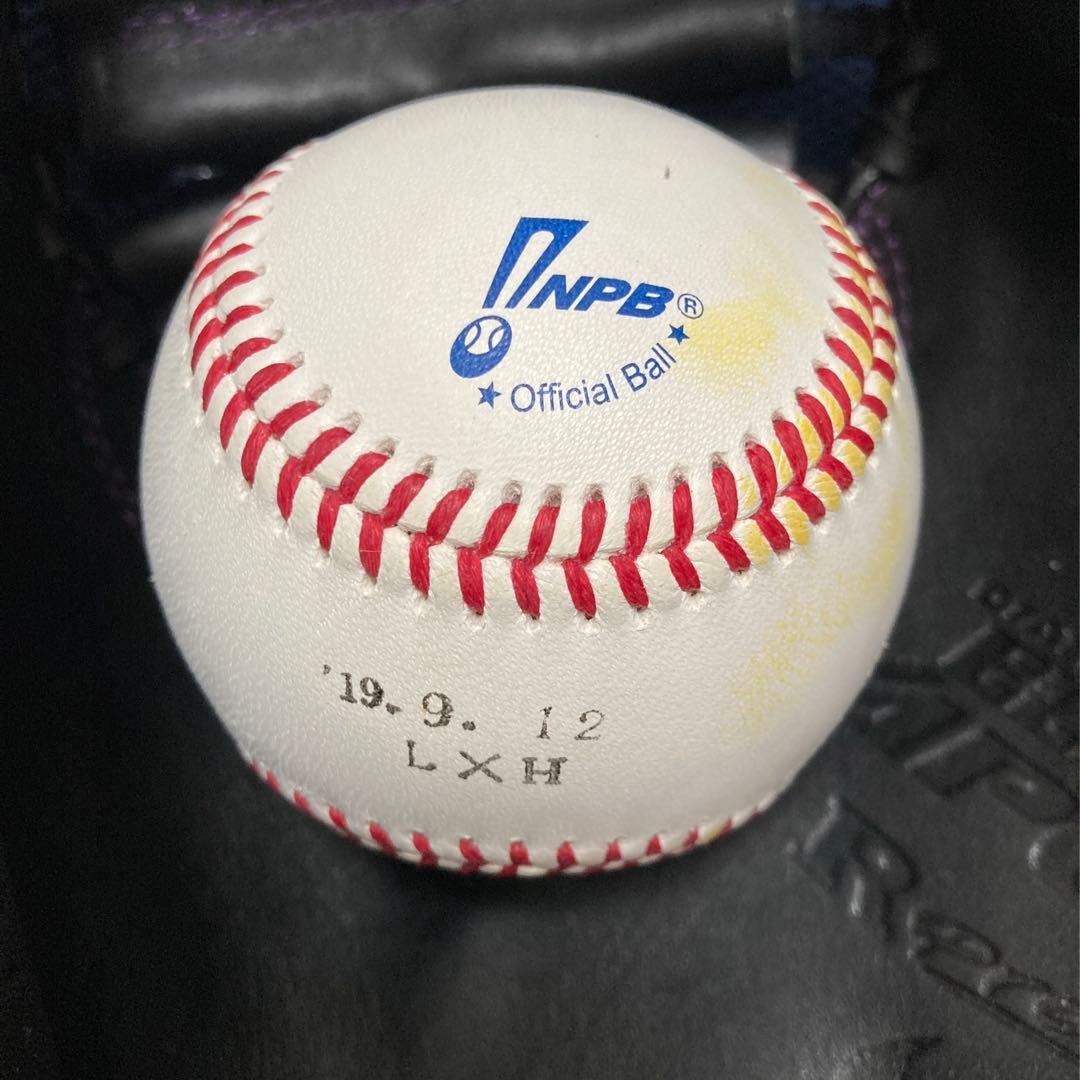 NPB®
★ Official Ball ★
'19. 9. 12
L×H